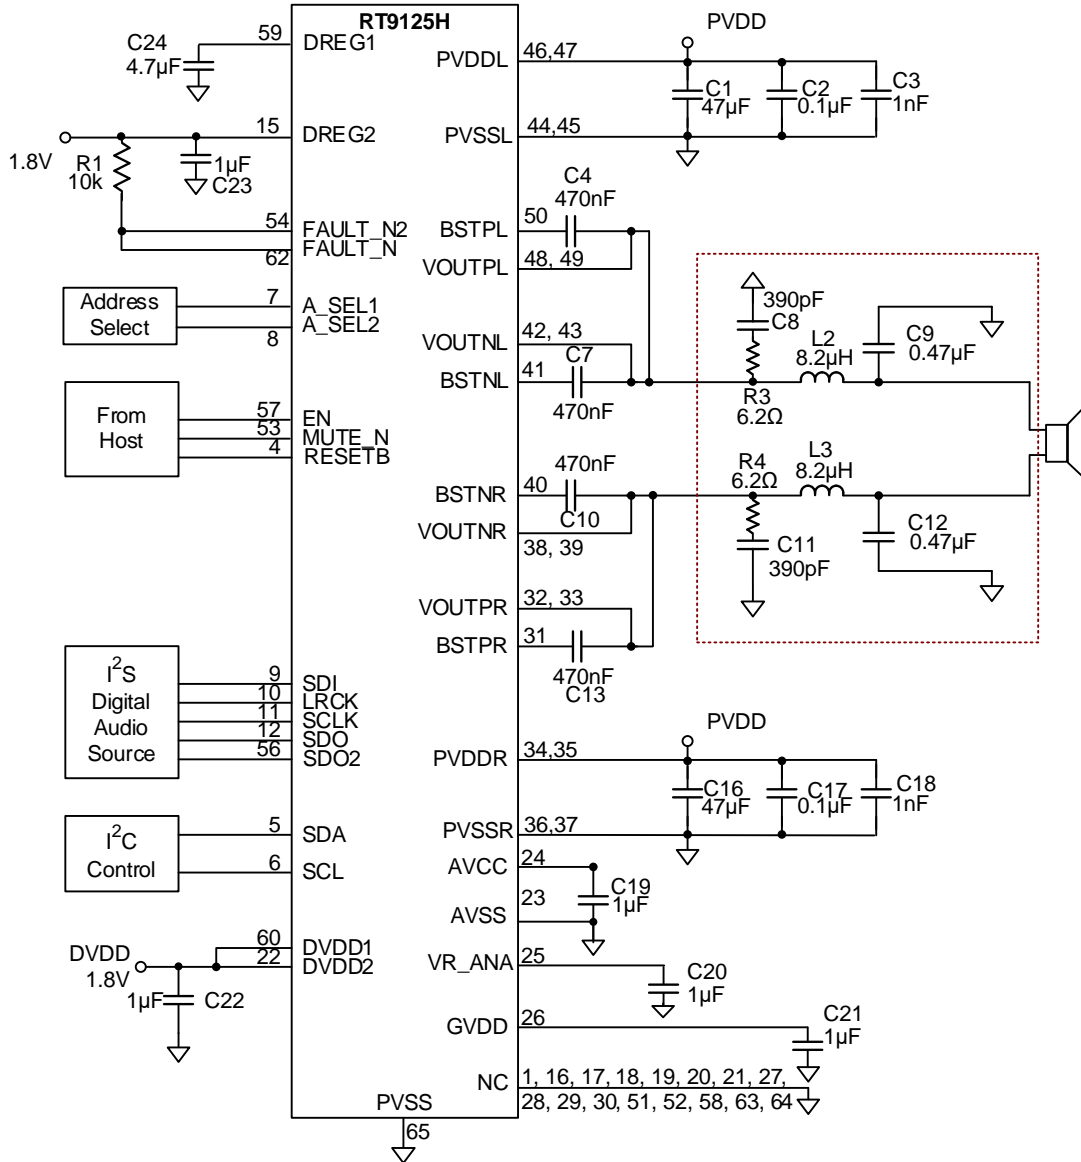 RT9125H
C24
4.7µF
59
DREG1
15
DREG2
1.8V
R1
10k
1µF
C23
54
FAULT_N2
FAULT_N
62
Address
Select
7
A_SEL1
A_SEL2
8
From
Host
57
EN
53
MUTE_N
4
RESETB
I2S
Digital
Audio
Source
9
SDI
10
LRCK
11
SCLK
12
SDO
56
SDO2
I2C
Control
5
SDA
6
SCL
DVDD
1.8V
60
DVDD1
22
DVDD2
1µF
C22
PVSS
65
PVDD
PVDDL
46,47
C1
47µF
C2
0.1µF
C3
1nF
PVSSL
44,45
C4
470nF
BSTPL
50
VOUTPL
48, 49
VOUTNL
42, 43
BSTNL
41
C7
470nF
390pF
C8
R3
6.2Ω
L2
8.2µH
C9
0.47µF
470nF
BSTNR
40
C10
VOUTNR
38, 39
R4
6.2Ω
L3
8.2µH
C11
390pF
C12
0.47µF
VOUTPR
32, 33
BSTPR
31
470nF
C13
PVDD
PVDDR
34,35
C16
47µF
C17
0.1µF
C18
1nF
PVSSR
36,37
AVCC
24
C19
1µF
AVSS
23
VR_ANA
25
C20
1µF
GVDD
26
C21
1µF
NC
1, 16, 17, 18, 19, 20, 21, 27,
28, 29, 30, 51, 52, 58, 63, 64